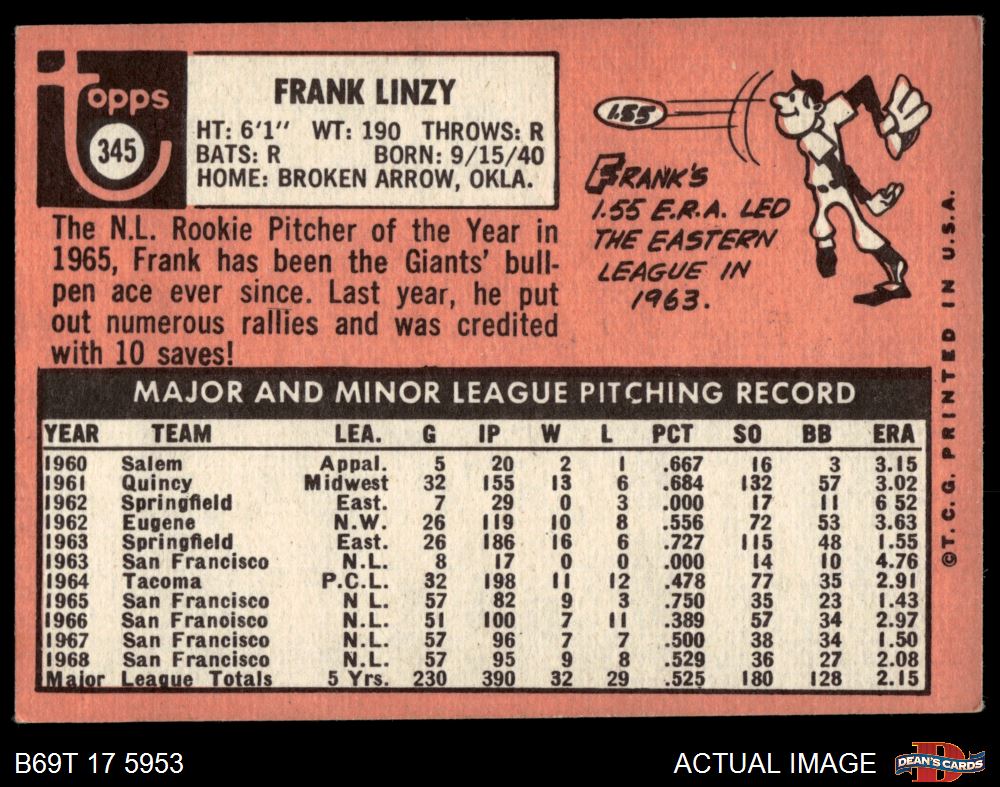 Topps
345
FRANK LINZY
HT: 6'1" WT: 190 THROWS: R
BATS: R BORN: 9/15/40
HOME: BROKEN ARROW, OKLA.
The N.L. Rookie Pitcher of the Year in
1965, Frank has been the Giants' bull-
pen ace ever since. Last year, he put
out numerous rallies and was credited
with 10 saves!
1.55
FRANK'S
1.55 E.R.A. LED
THE EASTERN
LEAGUE IN
1963.
MAJOR AND MINOR LEAGUE PITCHING RECORD
YEAR TEAM LEA. G IP W L PCT SO BB ERA
1960 Salem Appal. 5 20 2 1 .667 16 3 3.15
1961 Quincy Midwest 32 155 13 6 .684 132 57 3.02
1962 Springfield East. 7 29 0 3 .000 17 11 6 52
1962 Eugene N.W. 26 119 10 8 .556 72 53 3.63
1963 Springfield East. 26 186 16 6 .727 115 48 1.55
1963 San Francisco N.L. 8 17 0 0 .000 14 10 4.76
1964 Tacoma P.C.L. 32 198 11 12 .478 77 35 2.91
1965 San Francisco N L. 57 82 9 3 .750 35 23 1.43
1966 San Francisco N.L. 51 100 7 11 .389 57 34 2.97
1967 San Francisco N.L. 57 96 7 7 .500 38 34 1.50
1968 San Francisco N.L. 57 95 9 8 .529 36 27 2.08
Major League Totals 5 Yrs. 230 390 32 29 .525 180 128 2.15
©T.C.G. PRINTED IN U.S.A.
B69T 17 5953
ACTUAL IMAGE
DEAN'S CARDS